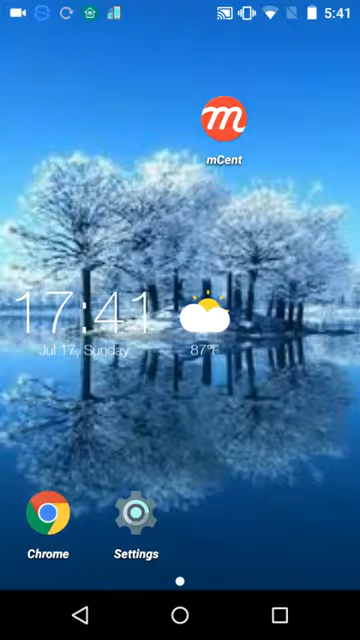 5:41
mCent
17:41
Jul 17, Sunday
87°F
Chrome
Settings